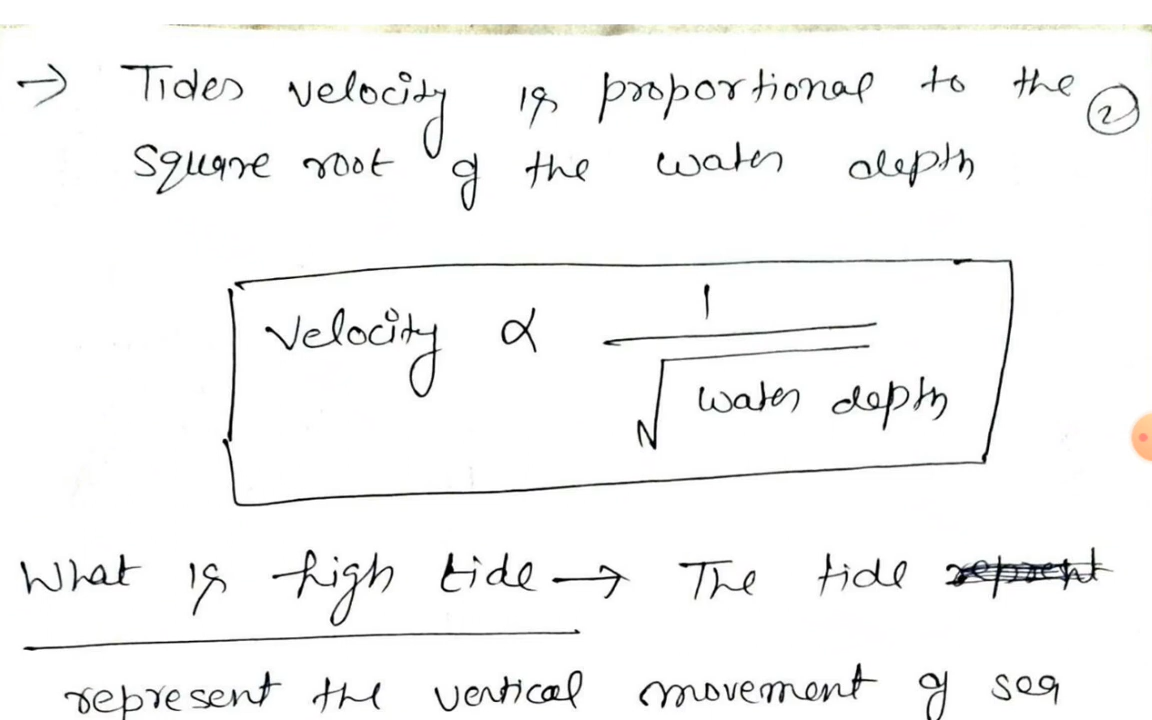 → Tides velocity is proportional to the ②
square root of the water depth
Velocity ∝ 1
√water depth
What is high tide → The tide
represent the vertical movement of sea